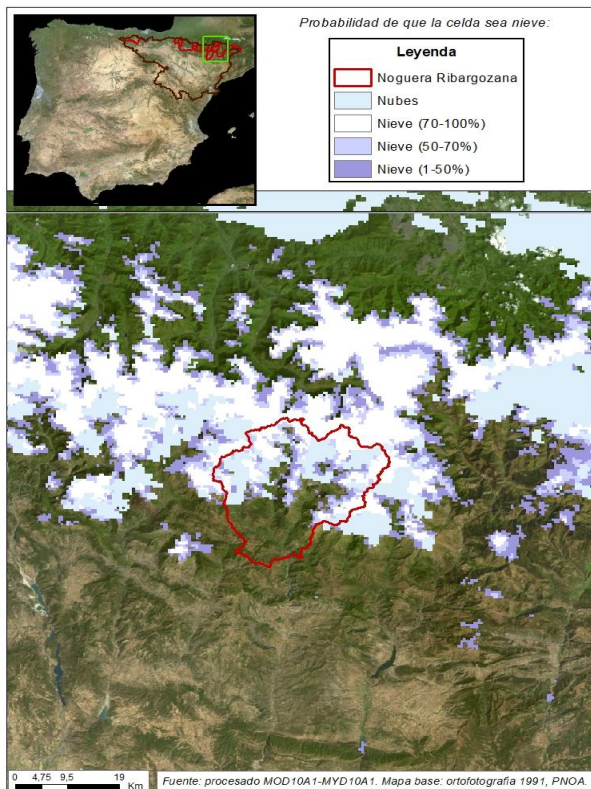 Probabilidad de que la celda sea nieve:
Leyenda
Noguera Ribargozana
Nubes
Nieve (70-100%)
Nieve (50-70%)
Nieve (1-50%)
0 4,75 9,5 19
Km
Fuente: procesado MOD10A1-MYD10A1. Mapa base: ortofotografia 1991, PNOA.